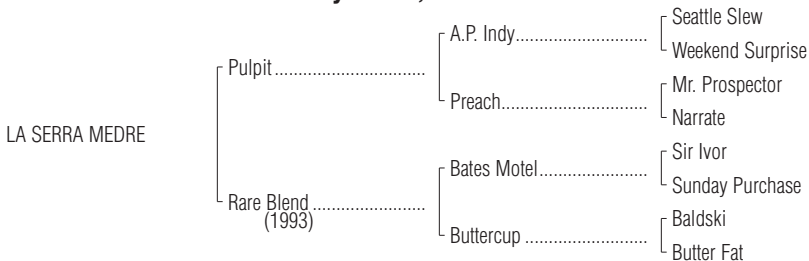 Seattle Slew
A.P. Indy..............................
Weekend Surprise
Pulpit..................................
Mr. Prospector
Preach.................................
Narrate
LA SERRA MEDRE
Sir Ivor
Bates Motel.........................
Sunday Purchase
Rare Blend .........................
(1993)
Baldski
Buttercup ............................
Butter Fat